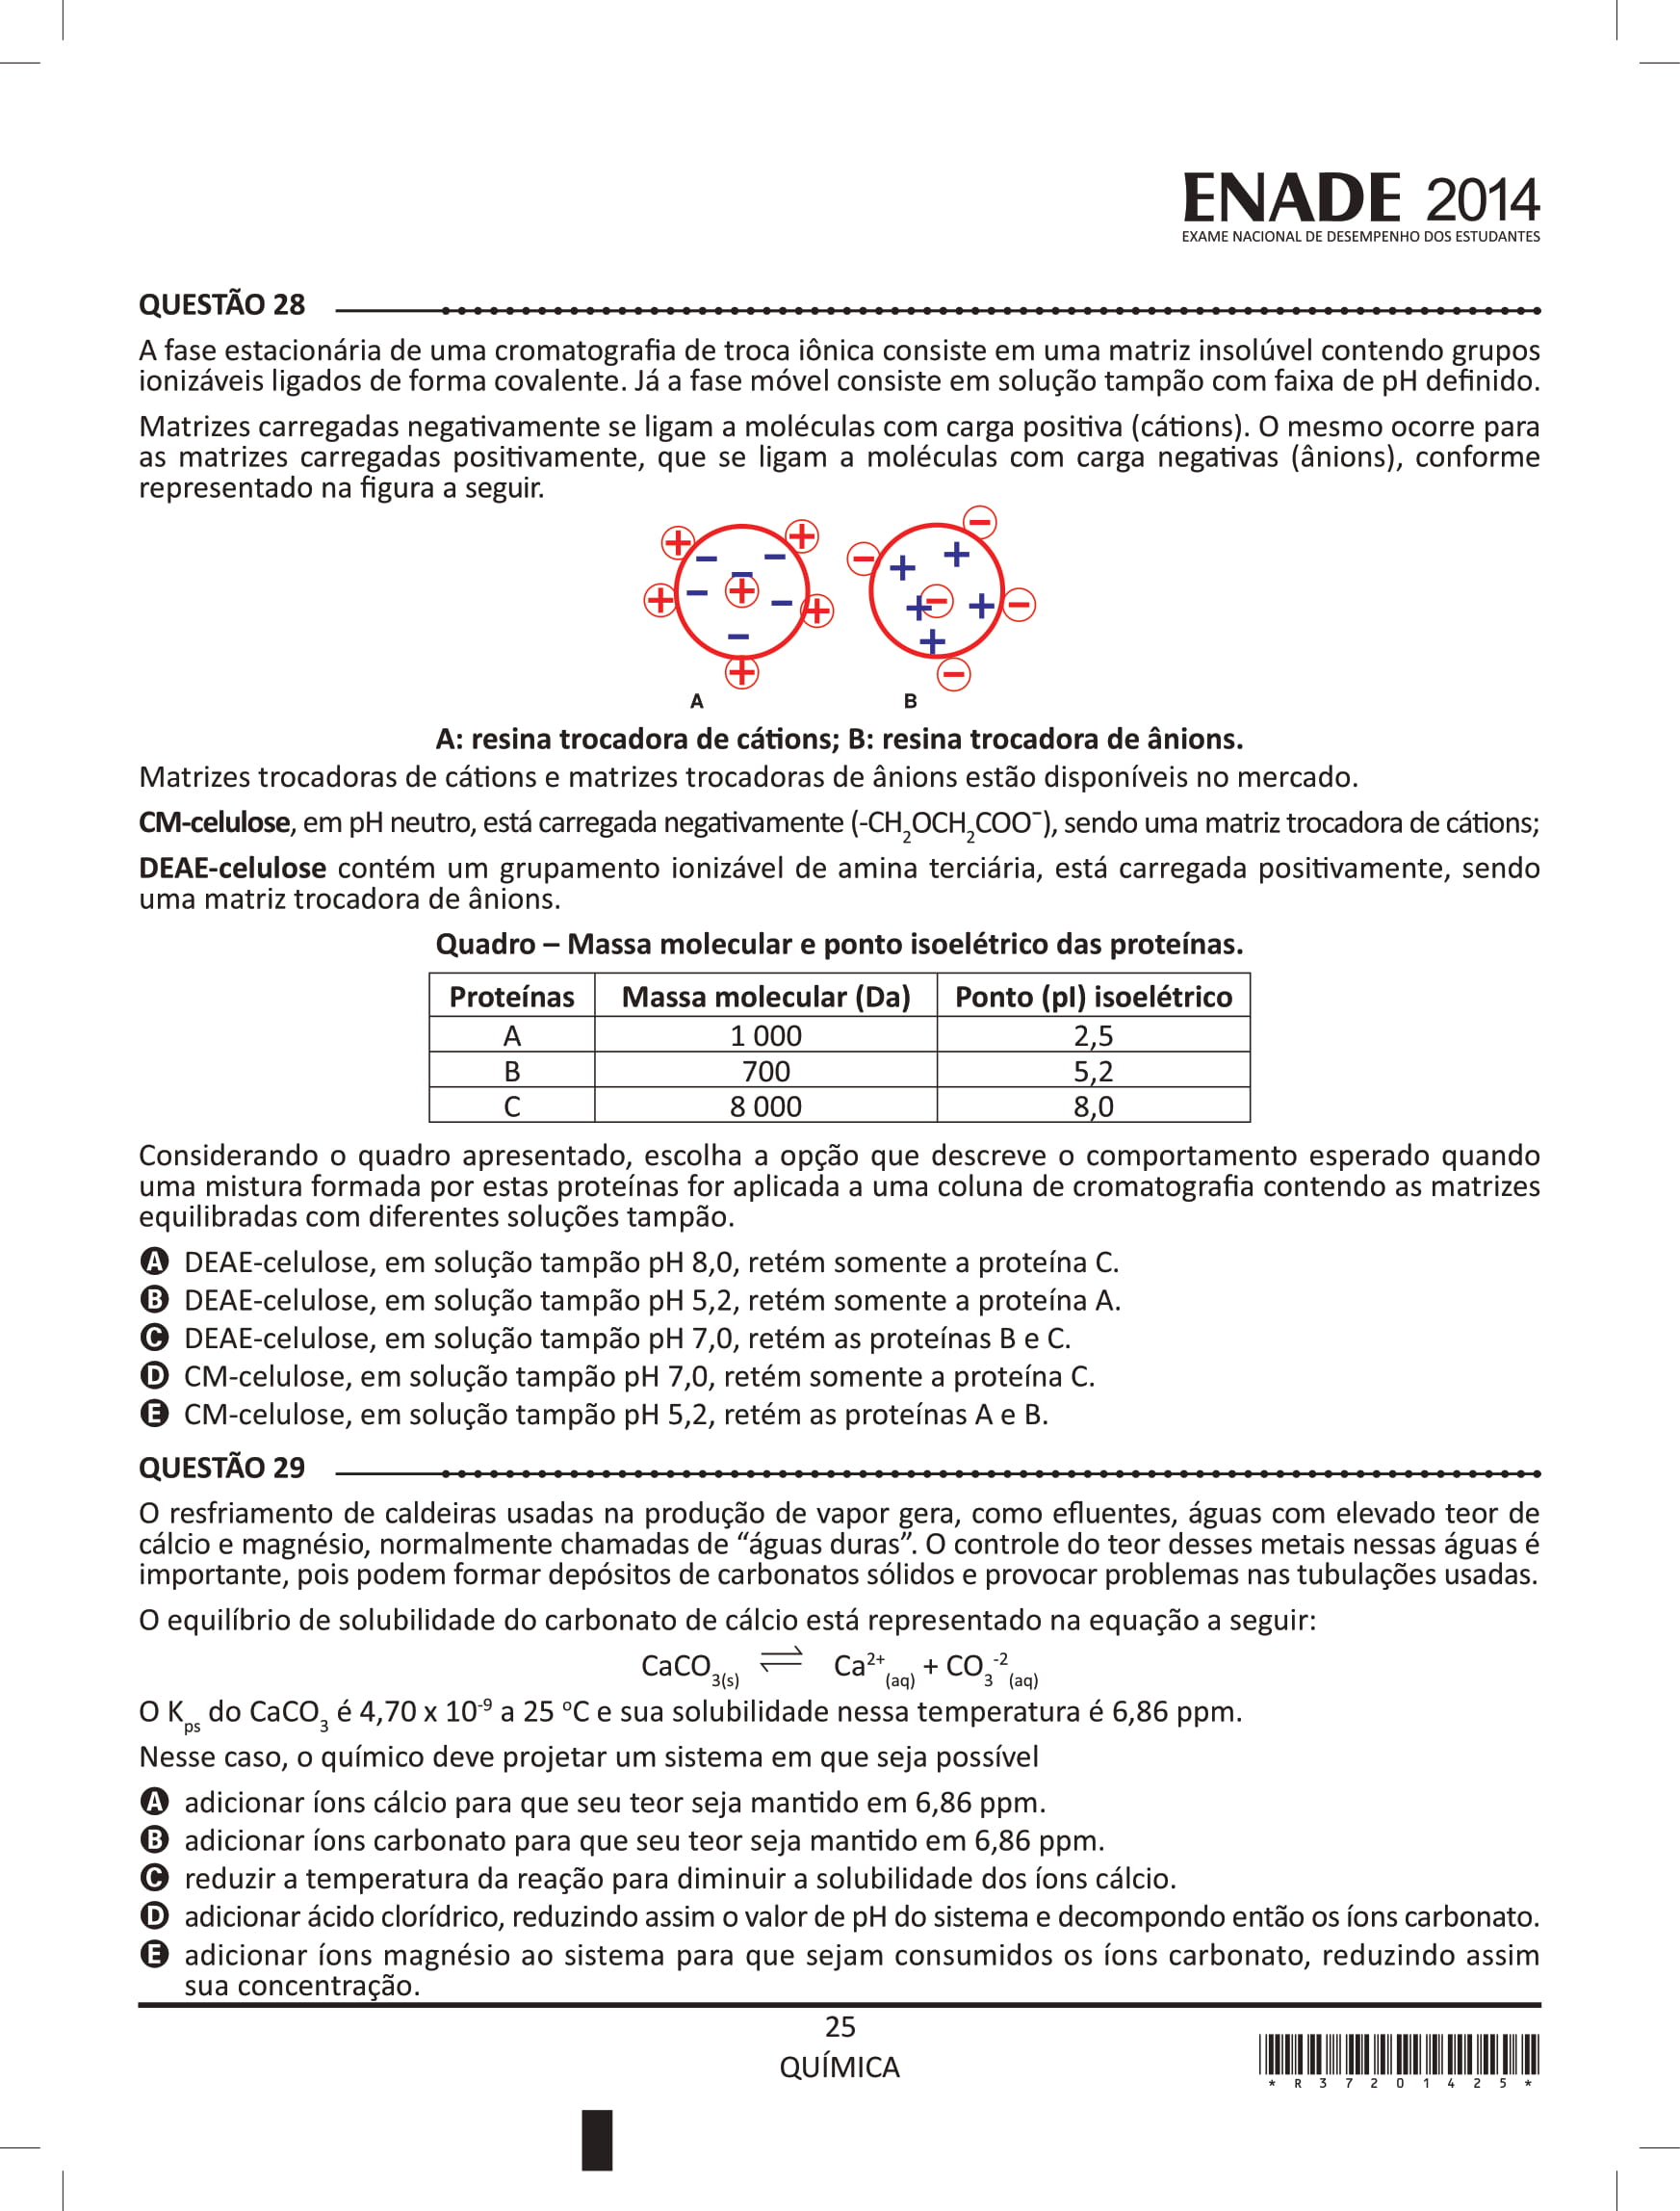 ENADE 2014
EXAME NACIONAL DE DESEMPENHO DOS ESTUDANTES
QUESTÃO 28
A fase estacionária de uma cromatografia de troca iônica consiste em uma matriz insolúvel contendo grupos
ionizáveis ligados de forma covalente. Já a fase móvel consiste em solução tampão com faixa de pH definido.
Matrizes carregadas negativamente se ligam a moléculas com carga positiva (cátions). O mesmo ocorre para
as matrizes carregadas positivamente, que se ligam a moléculas com carga negativas (ânions), conforme
representado na figura a seguir.
A B
A: resina trocadora de cátions; B: resina trocadora de ânions.
Matrizes trocadoras de cátions e matrizes trocadoras de ânions estão disponíveis no mercado.
CM-celulose, em pH neutro, está carregada negativamente (-CH₂OCH₂COO⁻), sendo uma matriz trocadora de cátions;
DEAE-celulose contém um grupamento ionizável de amina terciária, está carregada positivamente, sendo
uma matriz trocadora de ânions.
Quadro – Massa molecular e ponto isoelétrico das proteínas.
Proteínas Massa molecular (Da) Ponto (pI) isoelétrico
A 1 000 2,5
B 700 5,2
C 8 000 8,0
Considerando o quadro apresentado, escolha a opção que descreve o comportamento esperado quando
uma mistura formada por estas proteínas for aplicada a uma coluna de cromatografia contendo as matrizes
equilibradas com diferentes soluções tampão.
A DEAE-celulose, em solução tampão pH 8,0, retém somente a proteína C.
B DEAE-celulose, em solução tampão pH 5,2, retém somente a proteína A.
C DEAE-celulose, em solução tampão pH 7,0, retém as proteínas B e C.
D CM-celulose, em solução tampão pH 7,0, retém somente a proteína C.
E CM-celulose, em solução tampão pH 5,2, retém as proteínas A e B.
QUESTÃO 29
O resfriamento de caldeiras usadas na produção de vapor gera, como efluentes, águas com elevado teor de
cálcio e magnésio, normalmente chamadas de “águas duras”. O controle do teor desses metais nessas águas é
importante, pois podem formar depósitos de carbonatos sólidos e provocar problemas nas tubulações usadas.
O equilíbrio de solubilidade do carbonato de cálcio está representado na equação a seguir:
CaCO₃(s) ⇌ Ca²⁺(aq) + CO₃⁻²(aq)
O Kps do CaCO₃ é 4,70 x 10⁻⁹ a 25 ºC e sua solubilidade nessa temperatura é 6,86 ppm.
Nesse caso, o químico deve projetar um sistema em que seja possível
A adicionar íons cálcio para que seu teor seja mantido em 6,86 ppm.
B adicionar íons carbonato para que seu teor seja mantido em 6,86 ppm.
C reduzir a temperatura da reação para diminuir a solubilidade dos íons cálcio.
D adicionar ácido clorídrico, reduzindo assim o valor de pH do sistema e decompondo então os íons carbonato.
E adicionar íons magnésio ao sistema para que sejam consumidos os íons carbonato, reduzindo assim
sua concentração.
25
QUÍMICA
* R 3 7 2 0 1 4 2 5 *